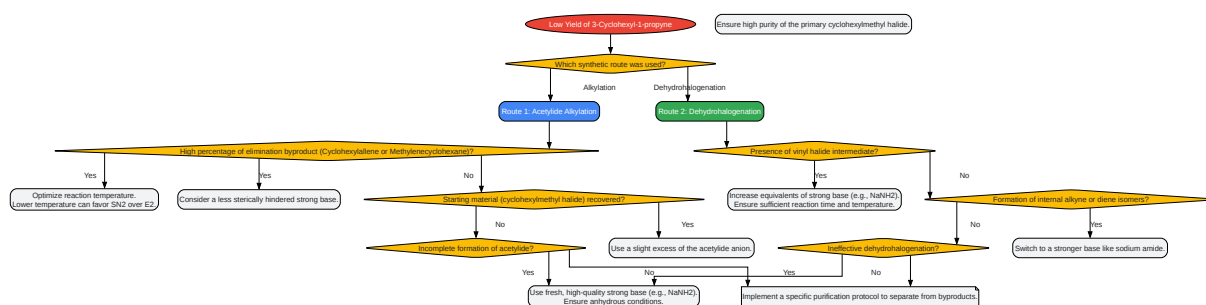 Low Yield of 3-Cyclohexyl-1-propyne
Ensure high purity of the primary cyclohexylmethyl halide.
Which synthetic route was used?
Alkylation
Dehydrohalogenation
Route 1: Acetylide Alkylation
Route 2: Dehydrohalogenation
High percentage of elimination byproduct (Cyclohexylallene or Methylenecyclohexane)?
Presence of vinyl halide intermediate?
Yes
Yes
No
Yes
No
Optimize reaction temperature.
Lower temperature can favor SN2 over E2.
Consider a less sterically hindered strong base.
Starting material (cyclohexylmethyl halide) recovered?
Increase equivalents of strong base (e.g., NaNH2).
Ensure sufficient reaction time and temperature.
Formation of internal alkyne or diene isomers?
No
Yes
No
Yes
Incomplete formation of acetylide?
Use a slight excess of the acetylide anion.
Ineffective dehydrohalogenation?
Switch to a stronger base like sodium amide.
Yes
No
Yes
No
Use fresh, high-quality strong base (e.g., NaNH2).
Ensure anhydrous conditions.
Implement a specific purification protocol to separate from byproducts.